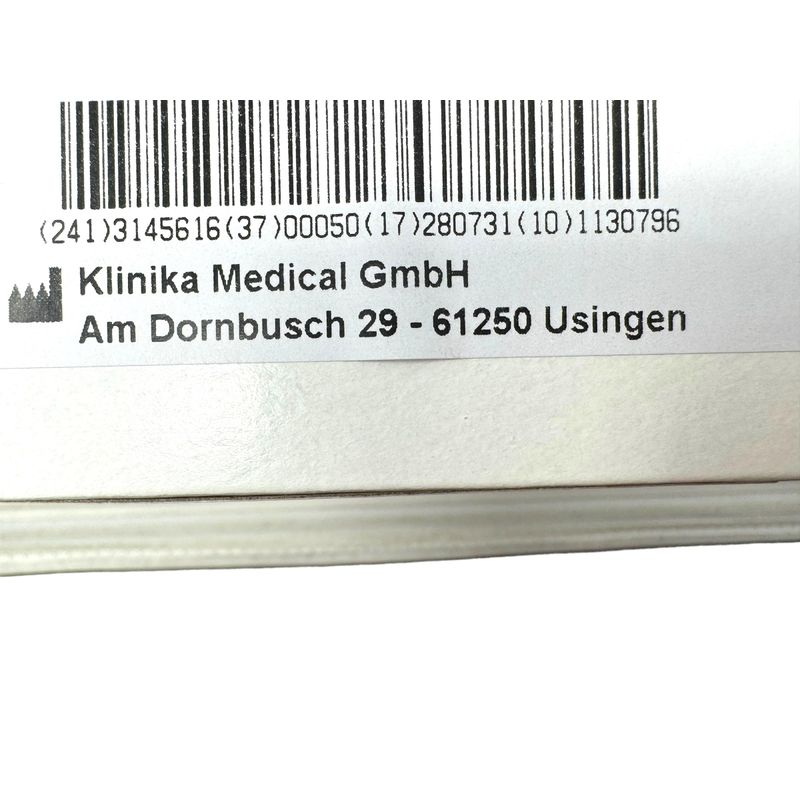 (241)3145616(37)00050(17)280731(10)1130796
Klinika Medical GmbH
Am Dornbusch 29 - 61250 Usingen